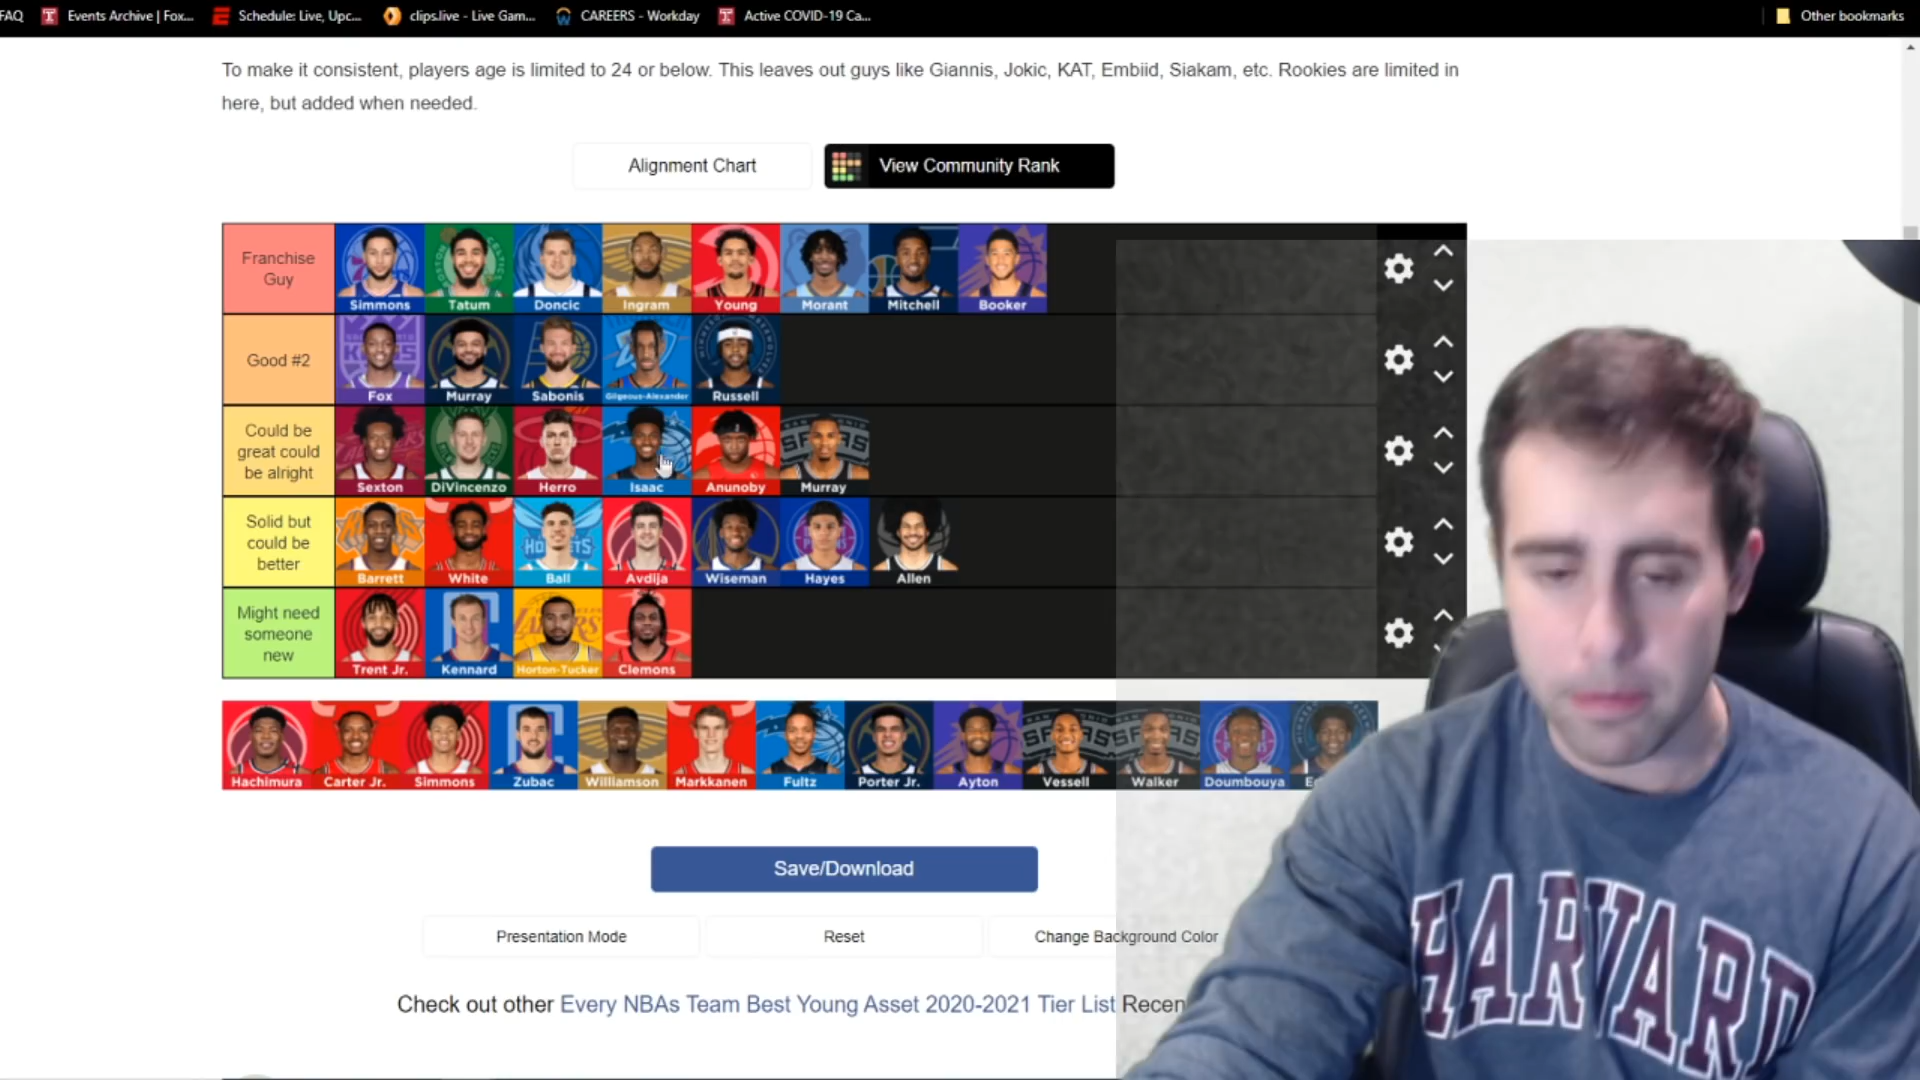 FAQ Events Archive | Fox... Schedule: Live, Upc... clips.live - Live Gam... CAREERS - Workday Active COVID-19 Ca... Other bookmarks
To make it consistent, players age is limited to 24 or below. This leaves out guys like Giannis, Jokic, KAT, Embiid, Siakam, etc. Rookies are limited in
here, but added when needed.
Alignment Chart View Community Rank
Franchise
Guy
Simmons Tatum Doncic Ingram Young Morant Mitchell Booker
Good #2
Fox Murray Sabonis Gilgeous-Alexander Russell
Could be
great could
be alright
Sexton DiVincenzo Herro Isaac Anunoby Murray
Solid but
could be
better
Barrett White Ball Avdija Wiseman Hayes Allen
Might need
someone
new
Trent Jr. Kennard Horton-Tucker Clemons
Hachimura Carter Jr. Simmons Zubac Williamson Markkanen Fultz Porter Jr. Ayton Vessell Walker Doumbouya
Save/Download
Presentation Mode Reset Change Background Color
Check out other Every NBAs Team Best Young Asset 2020-2021 Tier List Recen
HARVARD